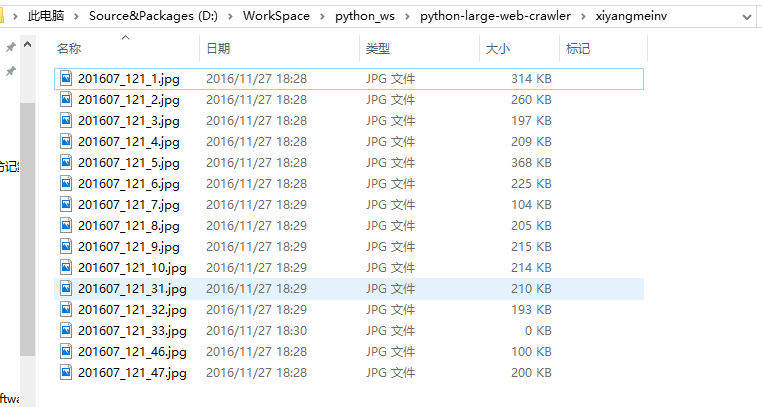 此电脑 > Source&Packages (D:) > WorkSpace > python_ws > python-large-web-crawler > xiyangmeinv
名称 日期 类型 大小 标记
201607_121_1.jpg 2016/11/27 18:28 JPG 文件 314 KB
201607_121_2.jpg 2016/11/27 18:28 JPG 文件 260 KB
201607_121_3.jpg 2016/11/27 18:28 JPG 文件 197 KB
201607_121_4.jpg 2016/11/27 18:28 JPG 文件 209 KB
201607_121_5.jpg 2016/11/27 18:28 JPG 文件 368 KB
201607_121_6.jpg 2016/11/27 18:28 JPG 文件 225 KB
201607_121_7.jpg 2016/11/27 18:29 JPG 文件 104 KB
201607_121_8.jpg 2016/11/27 18:29 JPG 文件 205 KB
201607_121_9.jpg 2016/11/27 18:29 JPG 文件 215 KB
201607_121_10.jpg 2016/11/27 18:29 JPG 文件 214 KB
201607_121_31.jpg 2016/11/27 18:29 JPG 文件 210 KB
201607_121_32.jpg 2016/11/27 18:29 JPG 文件 193 KB
201607_121_33.jpg 2016/11/27 18:30 JPG 文件 0 KB
201607_121_46.jpg 2016/11/27 18:28 JPG 文件 100 KB
201607_121_47.jpg 2016/11/27 18:28 JPG 文件 200 KB